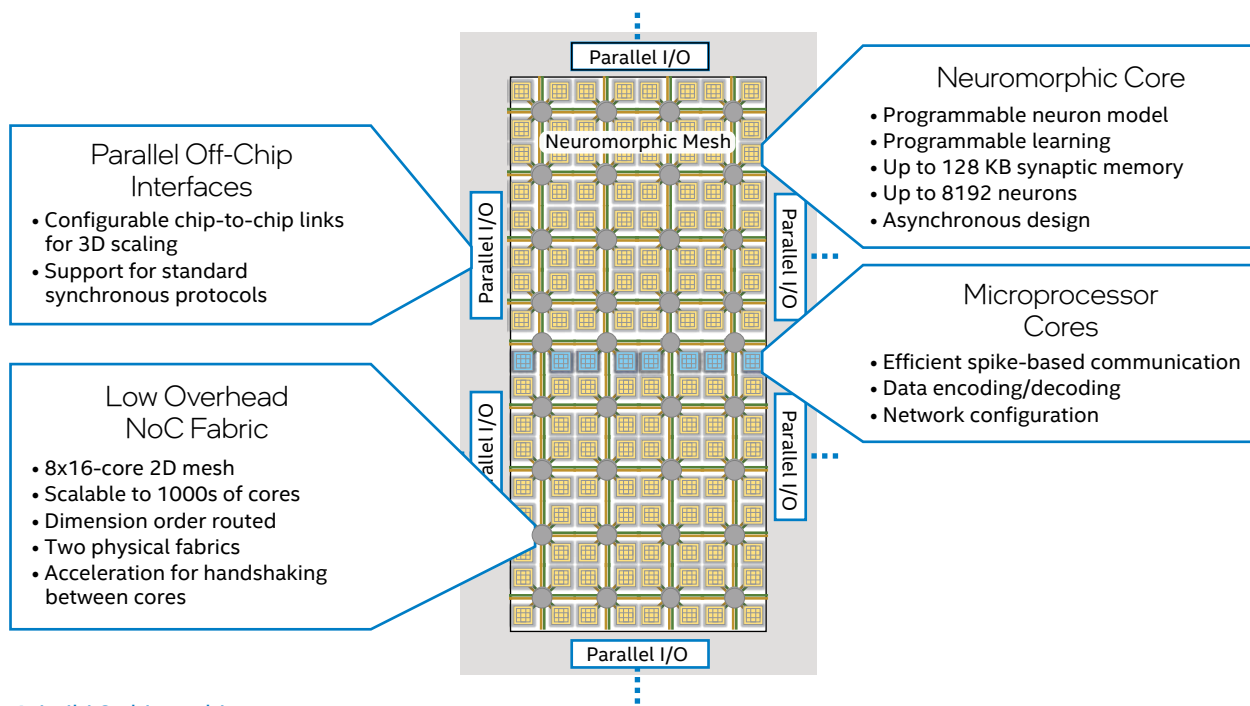 Parallel I/O
Neuromorphic Mesh
Neuromorphic Core
• Programmable neuron model
• Programmable learning
• Up to 128 KB synaptic memory
• Up to 8192 neurons
• Asynchronous design
Parallel Off-Chip
Interfaces
• Configurable chip-to-chip links
for 3D scaling
• Support for standard
synchronous protocols
Parallel I/O
Parallel I/O
Microprocessor
Cores
• Efficient spike-based communication
• Data encoding/decoding
• Network configuration
Low Overhead
NoC Fabric
• 8x16-core 2D mesh
• Scalable to 1000s of cores
• Dimension order routed
• Two physical fabrics
• Acceleration for handshaking
between cores
I/O
Parallel I/O
Parallel I/O